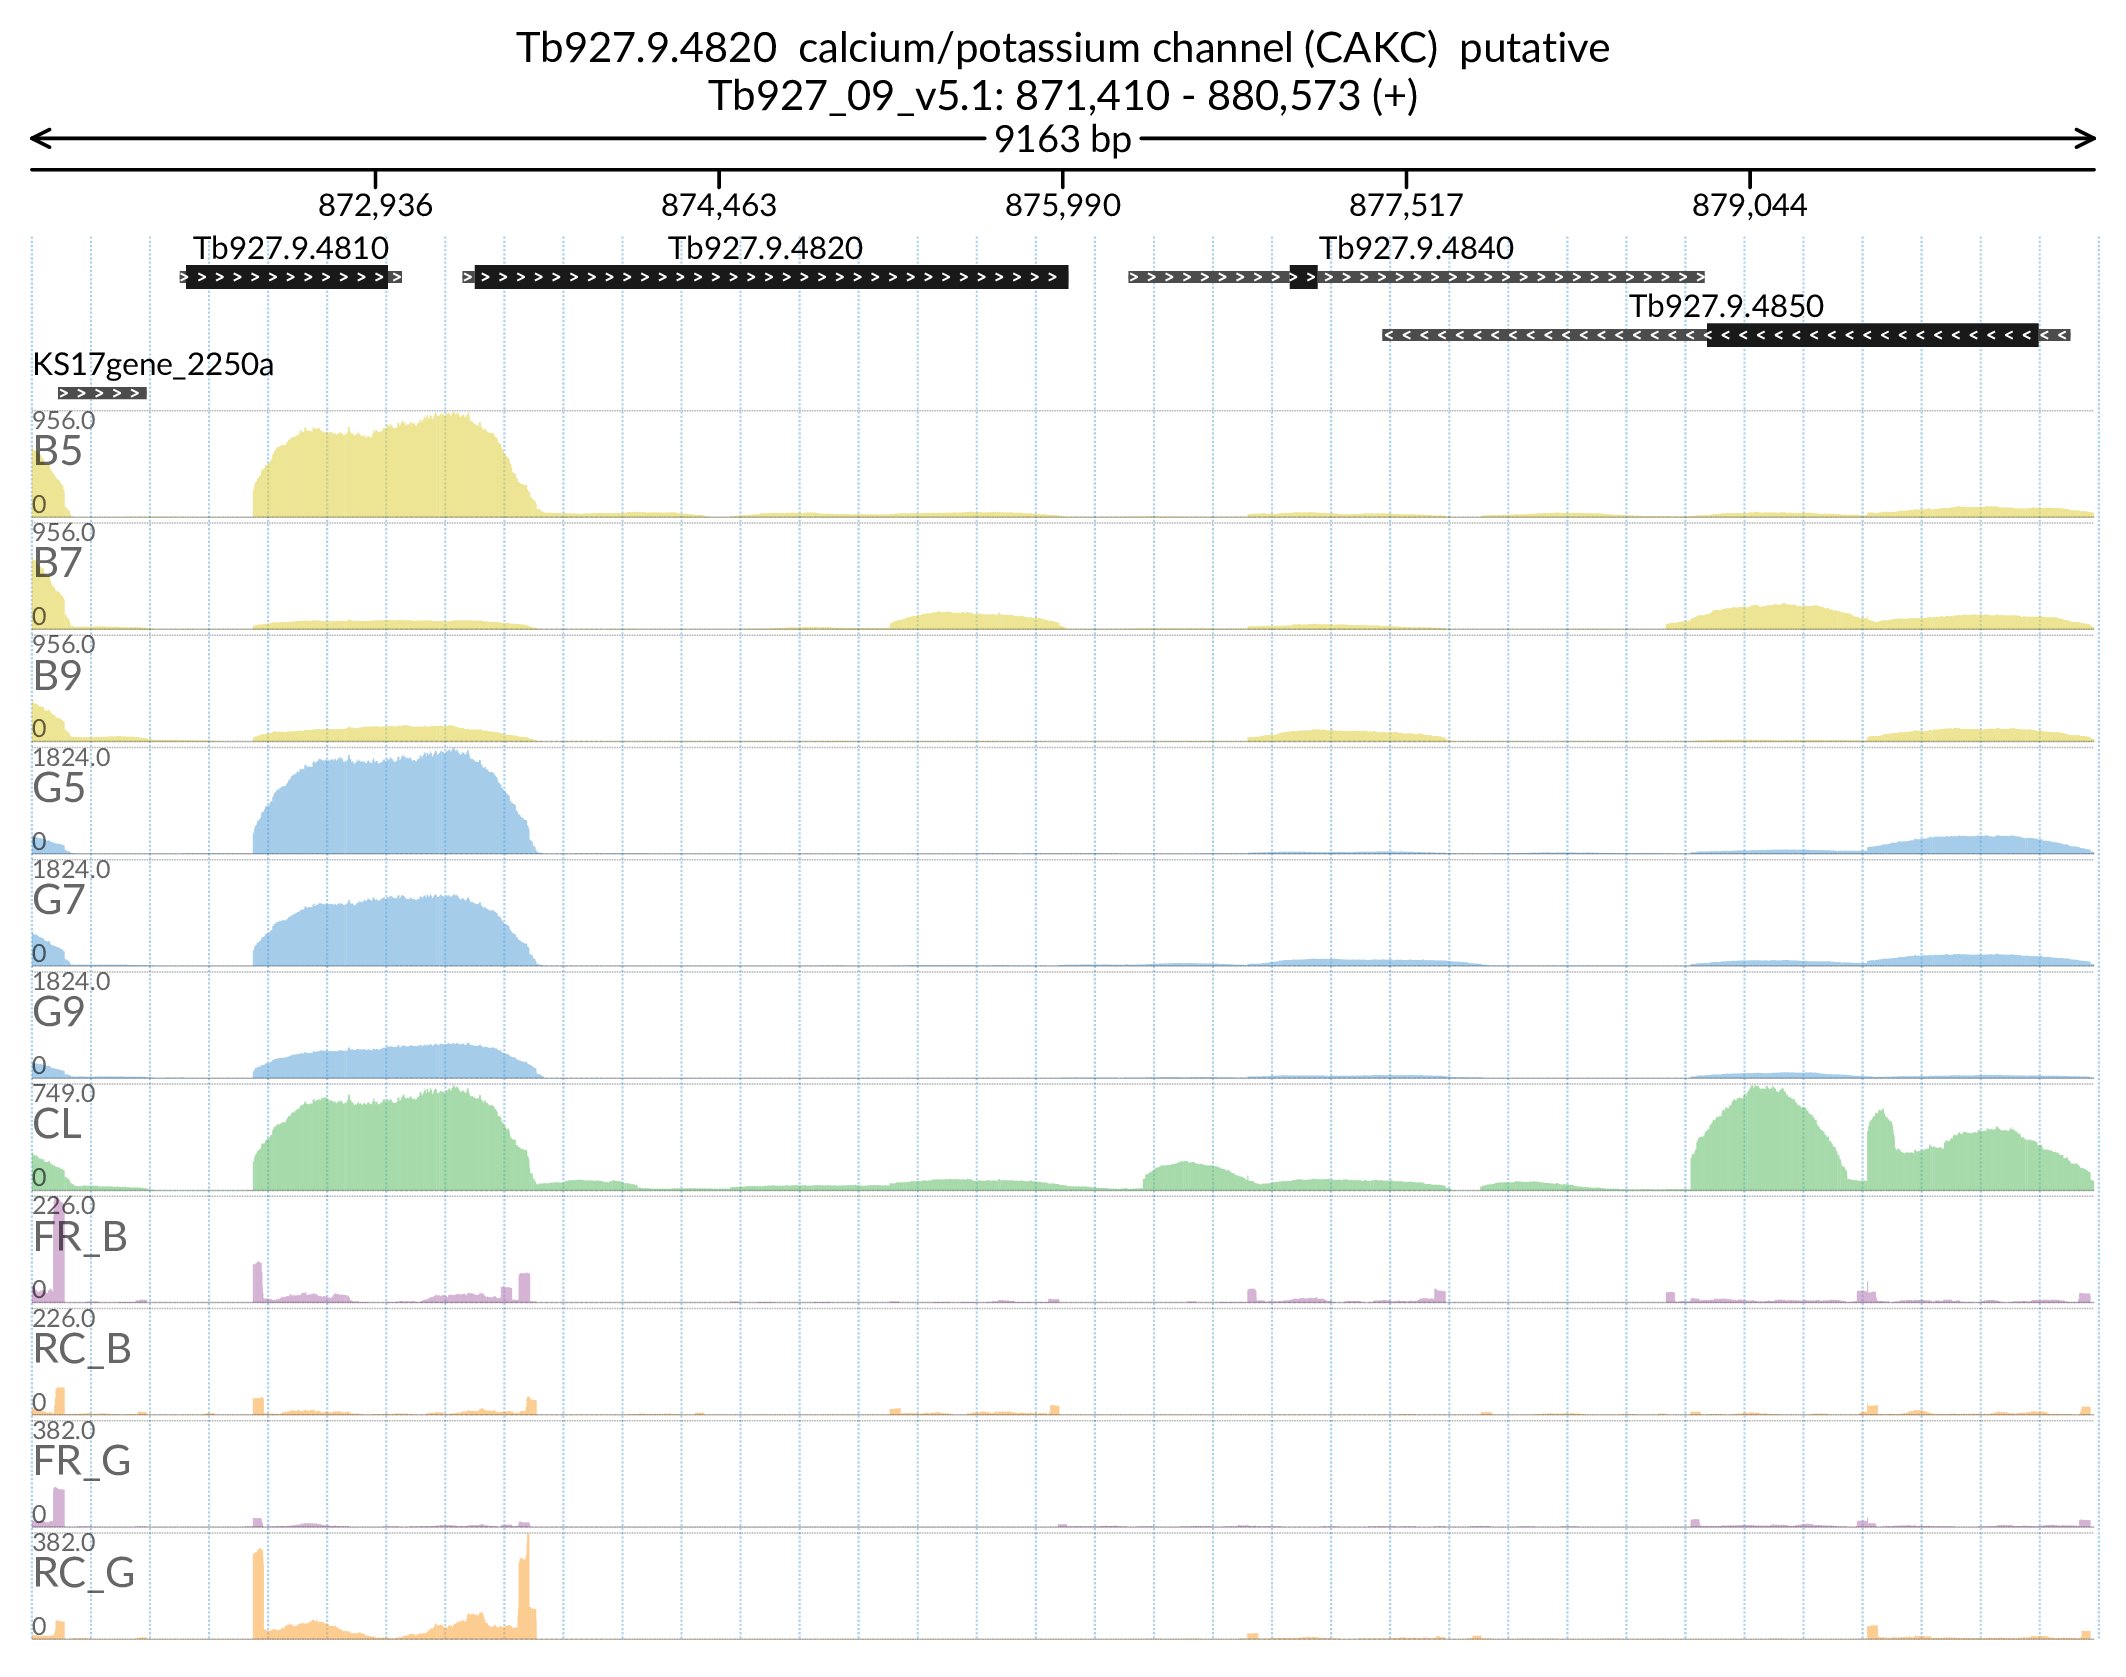 Tb927.9.4820  calcium/potassium channel (CAKC)  putative
Tb927_09_v5.1: 871,410 - 880,573 (+)
9163 bp
872,936 874,463 875,990 877,517 879,044
Tb927.9.4810 Tb927.9.4820 Tb927.9.4840
Tb927.9.4850
KS17gene_2250a
956.0
B5
0
956.0
B7
0
956.0
B9
0
1824.0
G5
0
1824.0
G7
0
1824.0
G9
0
749.0
CL
0
226.0
FR_B
0
226.0
RC_B
0
382.0
FR_G
0
382.0
RC_G
0